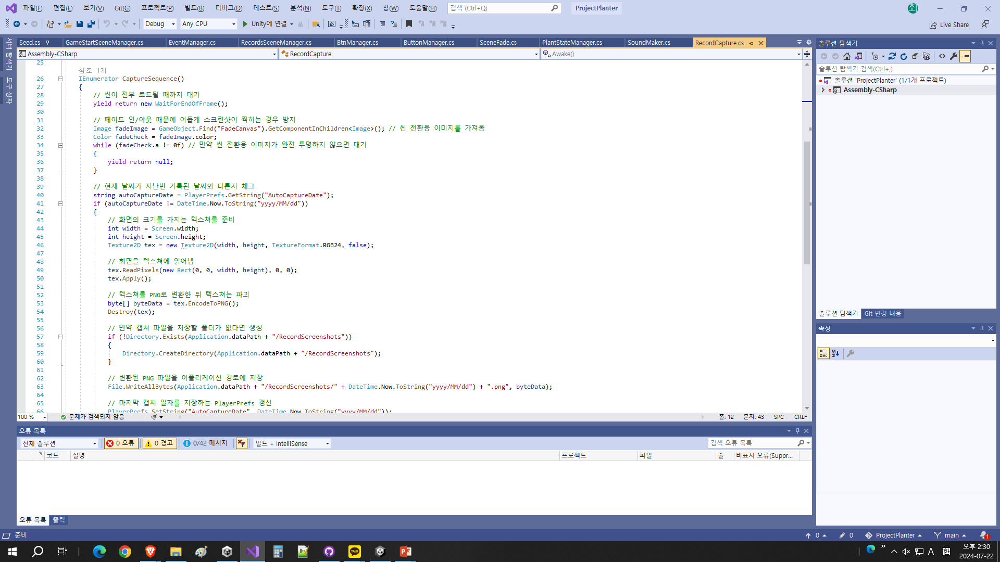 파일(F) 편집(E) 보기(V) Git(G) 프로젝트(P) 빌드(B) 디버그(D) 테스트(S) 분석(N) 도구(T) 확장(X) 창(W) 도움말(H) 검색 (Ctrl+Q) ProjectPlanter 최
Debug Any CPU Unity에 연결 Live Share
서버 탐색기
도구 상자
Seed.cs GameStartSceneManager.cs EventManager.cs RecordsSceneManager.cs BtnManager.cs ButtonManager.cs SceneFade.cs PlantStateManager.cs SoundMaker.cs RecordCapture.cs
Assembly-CSharp RecordCapture Awake()
25
참조 1개
26 IEnumerator CaptureSequence()
27 {
28 // 씬이 전부 로드될 때까지 대기
29 yield return new WaitForEndOfFrame();
30
31 // 페이드 인/아웃 때문에 어둡게 스크린샷이 찍히는 경우 방지
32 Image fadeImage = GameObject.Find("FadeCanvas").GetComponentInChildren<Image>(); // 씬 전환용 이미지를 가져옴
33 Color fadeCheck = fadeImage.color;
34 while (fadeCheck.a != 0f) // 만약 씬 전환용 이미지가 완전 투명하지 않으면 대기
35 {
36 yield return null;
37 }
38
39 // 현재 날짜가 지난번 기록된 날짜와 다른지 체크
40 string autoCaptureDate = PlayerPrefs.GetString("AutoCaptureDate");
41 if (autoCaptureDate != DateTime.Now.ToString("yyyy/MM/dd"))
42 {
43 // 화면의 크기를 가지는 텍스쳐를 준비
44 int width = Screen.width;
45 int height = Screen.height;
46 Texture2D tex = new Texture2D(width, height, TextureFormat.RGB24, false);
47
48 // 화면을 텍스쳐에 읽어냄
49 tex.ReadPixels(new Rect(0, 0, width, height), 0, 0);
50 tex.Apply();
51
52 // 텍스쳐를 PNG로 변환한 뒤 텍스쳐는 파괴
53 byte[] byteData = tex.EncodeToPNG();
54 Destroy(tex);
55
56 // 만약 캡쳐 파일을 저장할 폴더가 없다면 생성
57 if (!Directory.Exists(Application.dataPath + "/RecordScreenshots"))
58 {
59 Directory.CreateDirectory(Application.dataPath + "/RecordScreenshots");
60 }
61
62 // 변환된 PNG 파일을 어플리케이션 경로에 저장
63 File.WriteAllBytes(Application.dataPath + "/RecordScreenshots/" + DateTime.Now.ToString("yyyy/MM/dd") + ".png", byteData);
64
65 // 마지막 캡쳐 일자를 저장하는 PlayerPrefs 갱신
66 PlayerPrefs.SetString("AutoCaptureDate", DateTime.Now.ToString("yyyy/MM/dd"));
100 % 문제가 검색되지 않음 줄: 12 문자: 43 SPC CRLF
솔루션 탐색기
솔루션 탐색기 검색(Ctrl+;)
솔루션 'ProjectPlanter' (1/1개 프로젝트)
Assembly-CSharp
솔루션 탐색기 Git 변경 내용
속성
오류 목록
전체 솔루션 0 오류 0 경고 0/42 메시지 빌드 + IntelliSense 검색 오류 목록
코드 설명 프로젝트 파일 줄 비표시 오류(Suppr...
오류 목록 출력
준비 0 0 ProjectPlanter main 1
TALK A 한 오후 2:30
2024-07-22